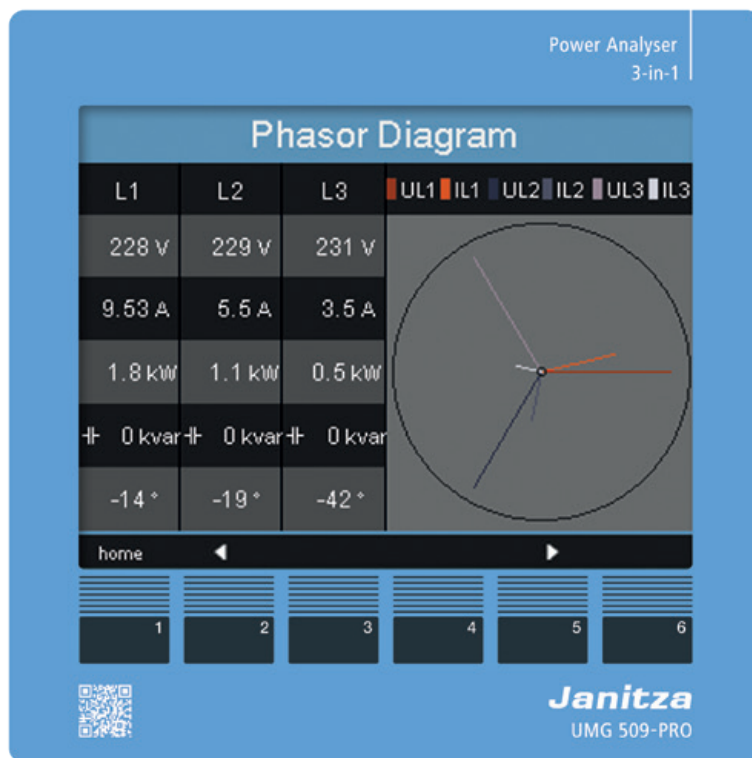 Power Analyser
3-in-1
Phasor Diagram
L1 L2 L3 UL1 IL1 UL2 IL2 UL3 IL3
228 V 229 V 231 V
9.53 A 5.5 A 3.5 A
1.8 kW 1.1 kW 0.5 kW
0 kvar 0 kvar 0 kvar
-14 ° -19 ° -42 °
home
1 2 3 4 5 6
Janitza
UMG 509-PRO